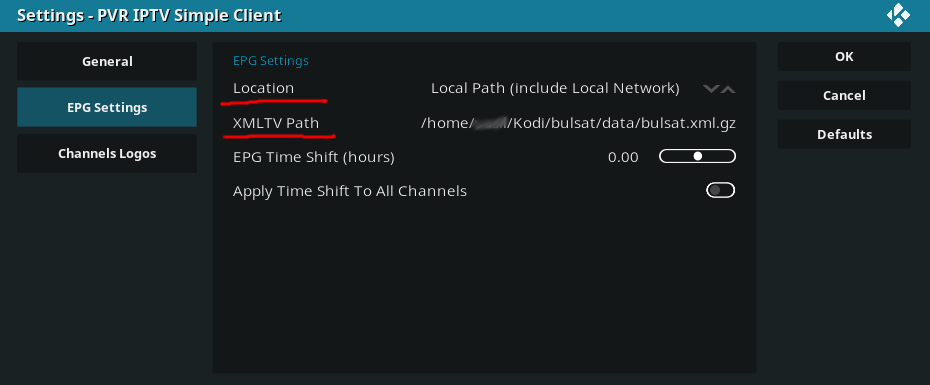 Settings - PVR IPTV Simple Client
General
EPG Settings
Channels Logos
EPG Settings
Location Local Path (include Local Network)
XMLTV Path /home/ /Kodi/bulsat/data/bulsat.xml.gz
EPG Time Shift (hours) 0.00
Apply Time Shift To All Channels
OK
Cancel
Defaults